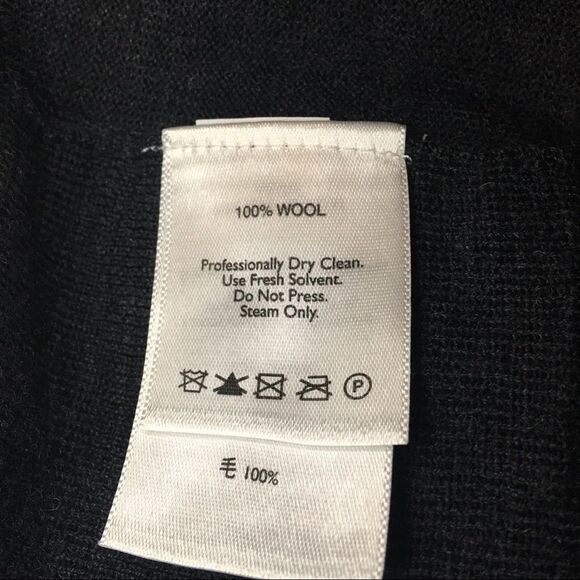 100% WOOL
Professionally Dry Clean.
Use Fresh Solvent.
Do Not Press.
Steam Only.
P
毛 100%